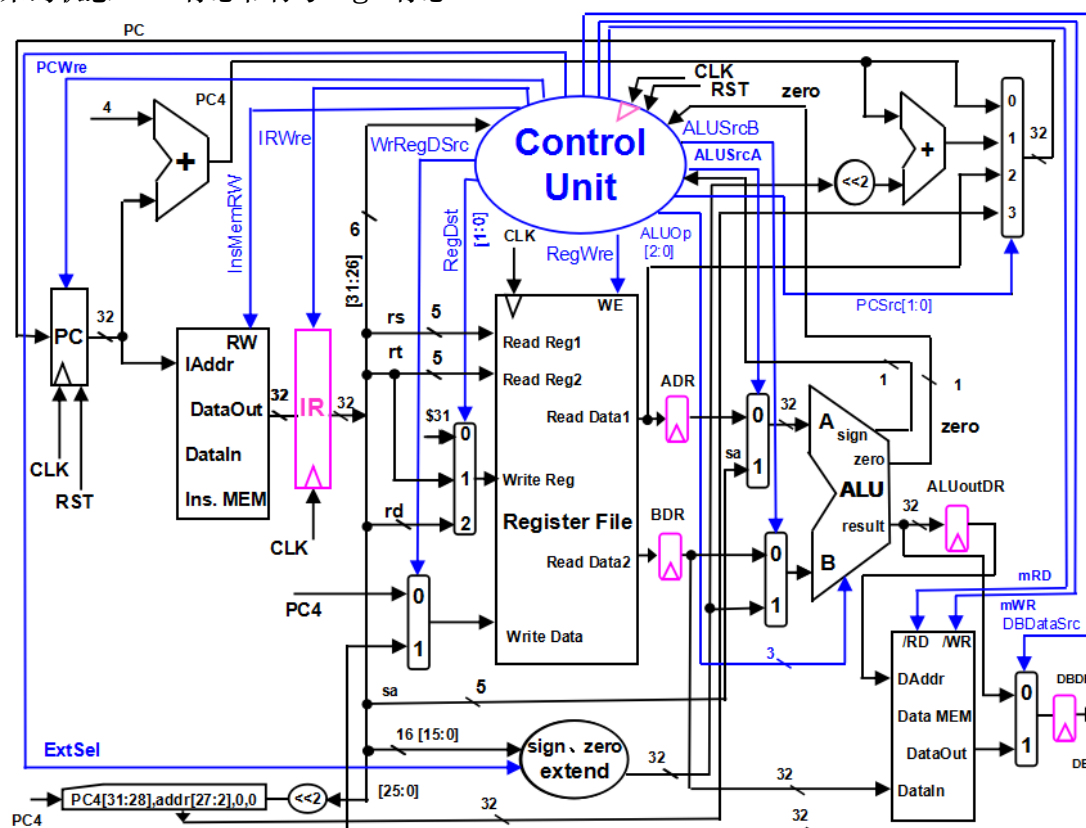 PC
PCWre
4
PC4
IRWre
InsMemRW
WrRegDSrc
6
[31:26]
RegDst
[1:0]
Control
Unit
CLK
RST
zero
ALUSrcB
ALUSrcA
ALUOp
[2:0]
RegWre
CLK
PCSrc[1:0]
+
+
<<2
0
1
2
3
32
PC
32
CLK
RST
RW
IAddr
DataOut
DataIn
Ins. MEM
32
IR
32
CLK
rs
5
rt
5
$31
0
1
2
rd
PC4
0
1
WE
Read Reg1
Read Reg2
Read Data1
Write Reg
Register File
Read Data2
Write Data
ADR
BDR
sa
0
1
32
0
1
A
sign
zero
ALU
result
B
3
1
1
zero
32
ALUoutDR
mRD
mWR
DBDataSrc
/RD
/WR
DAddr
Data MEM
DataOut
DataIn
0
1
sa
5
ExtSel
16 [15:0]
sign、zero
extend
32
32
PC4
PC4[31:28],addr[27:2],0,0
<<2
[25:0]
32
32